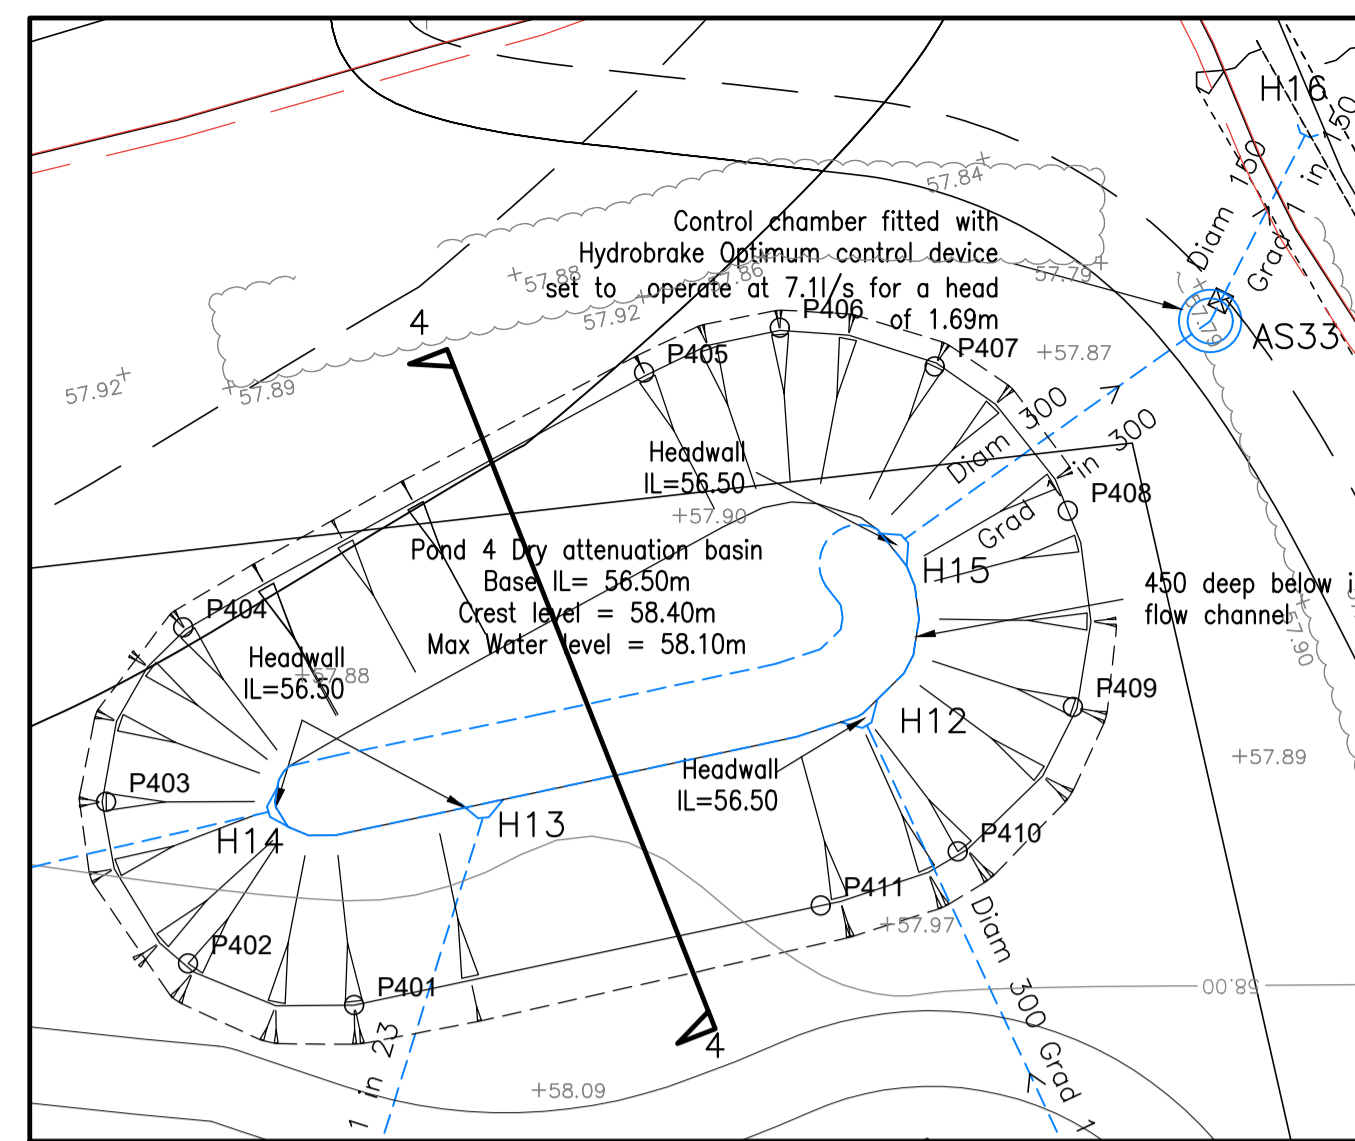 H16
Diam 150
Grad 1 in 150
57.84
Control chamber fitted with
Hydrobrake Optimum control device
set to operate at 7.1l/s for a head
of 1.69m
57.79
57.88
57.86
57.92
4
P406
P405
P407
+57.87
AS33
57.92
57.89
Headwall
IL=56.50
Diam 300
Grad 1 in 300
P408
+57.90
Pond 4 Dry attenuation basin
Base IL= 56.50m
Crest level = 58.40m
Max Water level = 58.10m
H15
450 deep below i
flow channel
57.90
P404
Headwall
IL=56.50
57.88
P409
H12
+57.89
P403
Headwall
IL=56.50
H14
H13
P410
P411
+57.97
P402
P401
Diam 300 Grad 1
58.00
4
1 in 23
+58.09